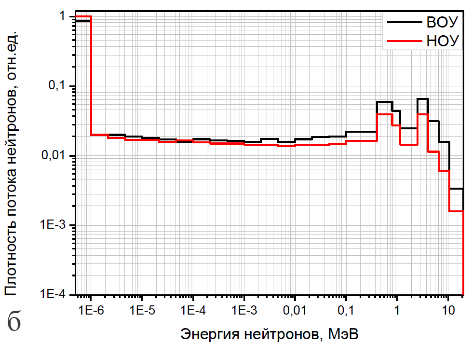 ВОУ
НОУ
Плотность потока нейтронов, отн.ед.
1
0,1
0,01
1E-3
1E-4
1E-6 1E-5 1E-4 1E-3 0,01 0,1 1 10
Энергия нейтронов, МэВ
б